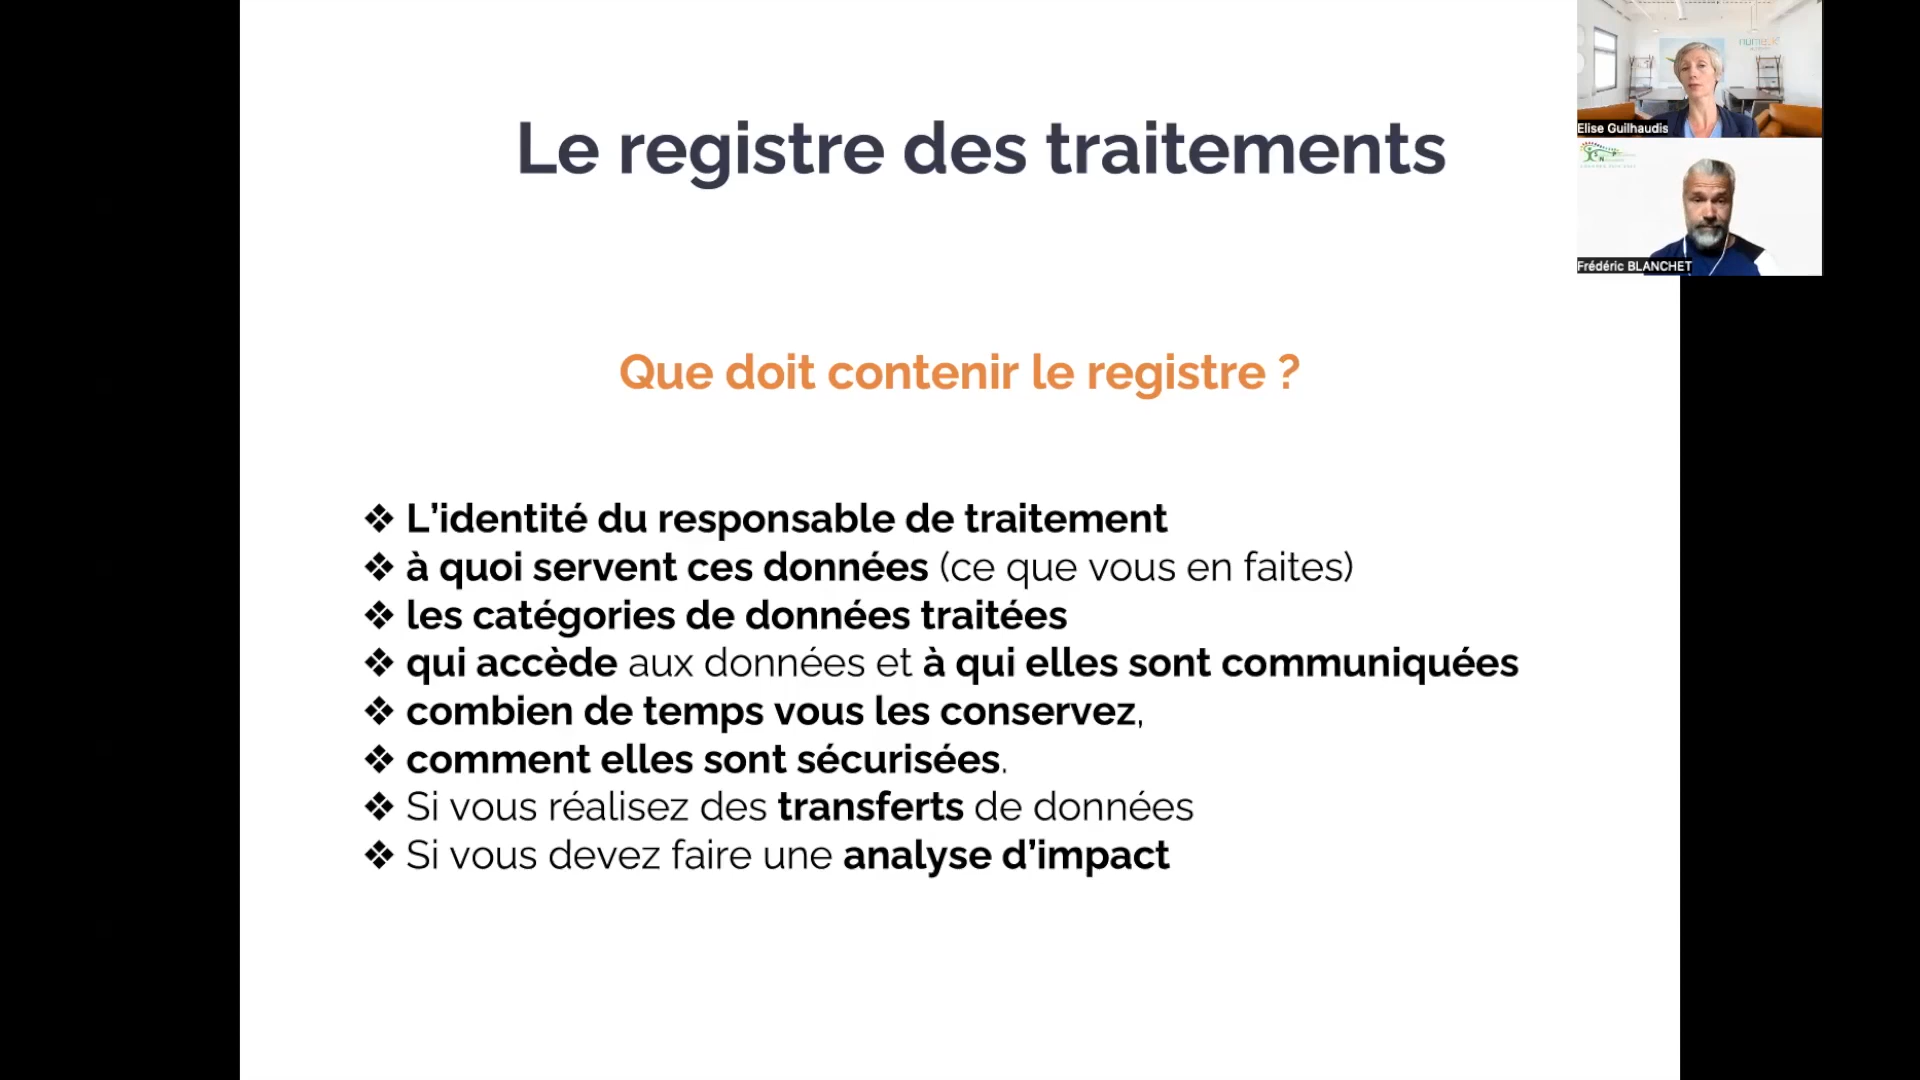 Le registre des traitements
Que doit contenir le registre ?
❖ L’identité du responsable de traitement
❖ à quoi servent ces données (ce que vous en faites)
❖ les catégories de données traitées
❖ qui accède aux données et à qui elles sont communiquées
❖ combien de temps vous les conservez,
❖ comment elles sont sécurisées.
❖ Si vous réalisez des transferts de données
❖ Si vous devez faire une analyse d’impact
Elise Guilhaudis
Frédéric BLANCHET